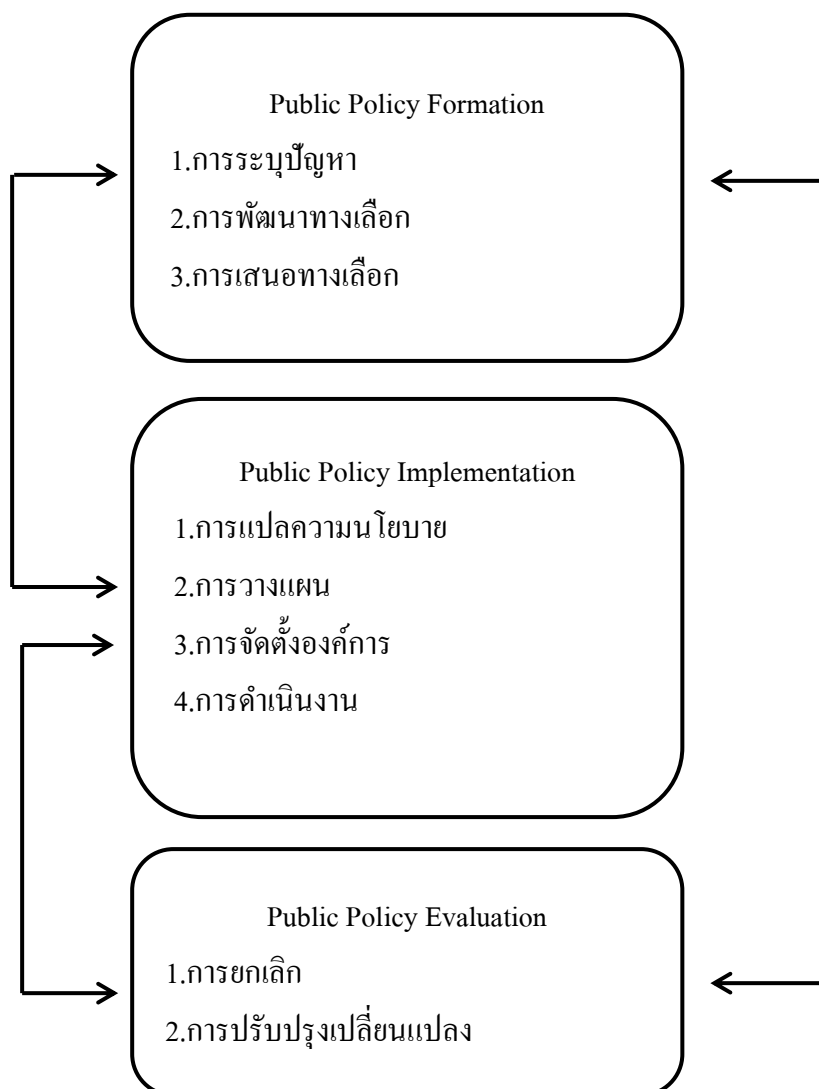 Public Policy Formation
1.การระบุปัญหา
2.การพัฒนาทางเลือก
3.การเสนอทางเลือก
Public Policy Implementation
1.การแปลความนโยบาย
2.การวางแผน
3.การจัดตั้งองค์การ
4.การดำเนินงาน
Public Policy Evaluation
1.การยกเลิก
2.การปรับปรุงเปลี่ยนแปลง